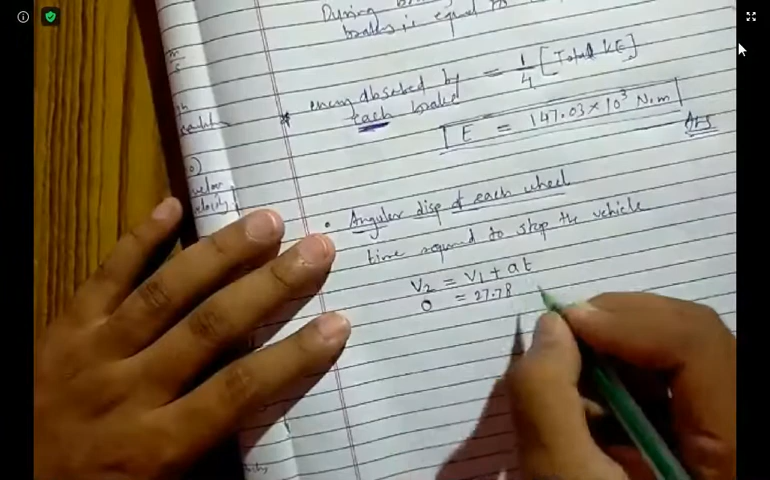 During
brakes is equal to
energy absorbed by each brake = 1/4 [Total KE]
E = 147.03 × 10³ N.m
Ans
• Angular disp of each wheel
time required to stop the vehicle
V₂ = V₁ + at
0 = 27.78